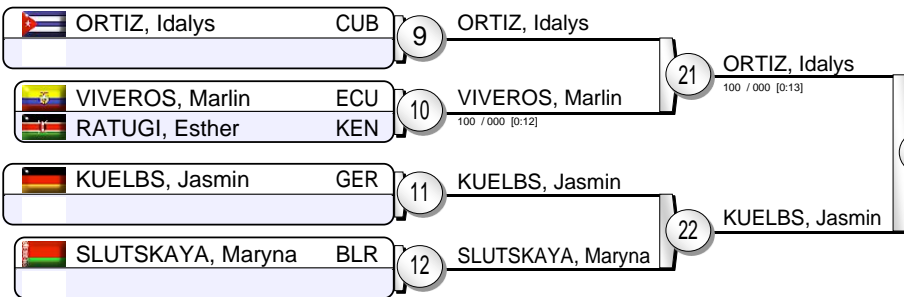 ORTIZ, Idalys CUB
9
ORTIZ, Idalys
VIVEROS, Marlin ECU
RATUGI, Esther KEN
10
VIVEROS, Marlin
100 / 000 [0:12]
21
ORTIZ, Idalys
100 / 000 [0:13]
KUELBS, Jasmin GER
11
KUELBS, Jasmin
SLUTSKAYA, Maryna BLR
12
SLUTSKAYA, Maryna
22
KUELBS, Jasmin